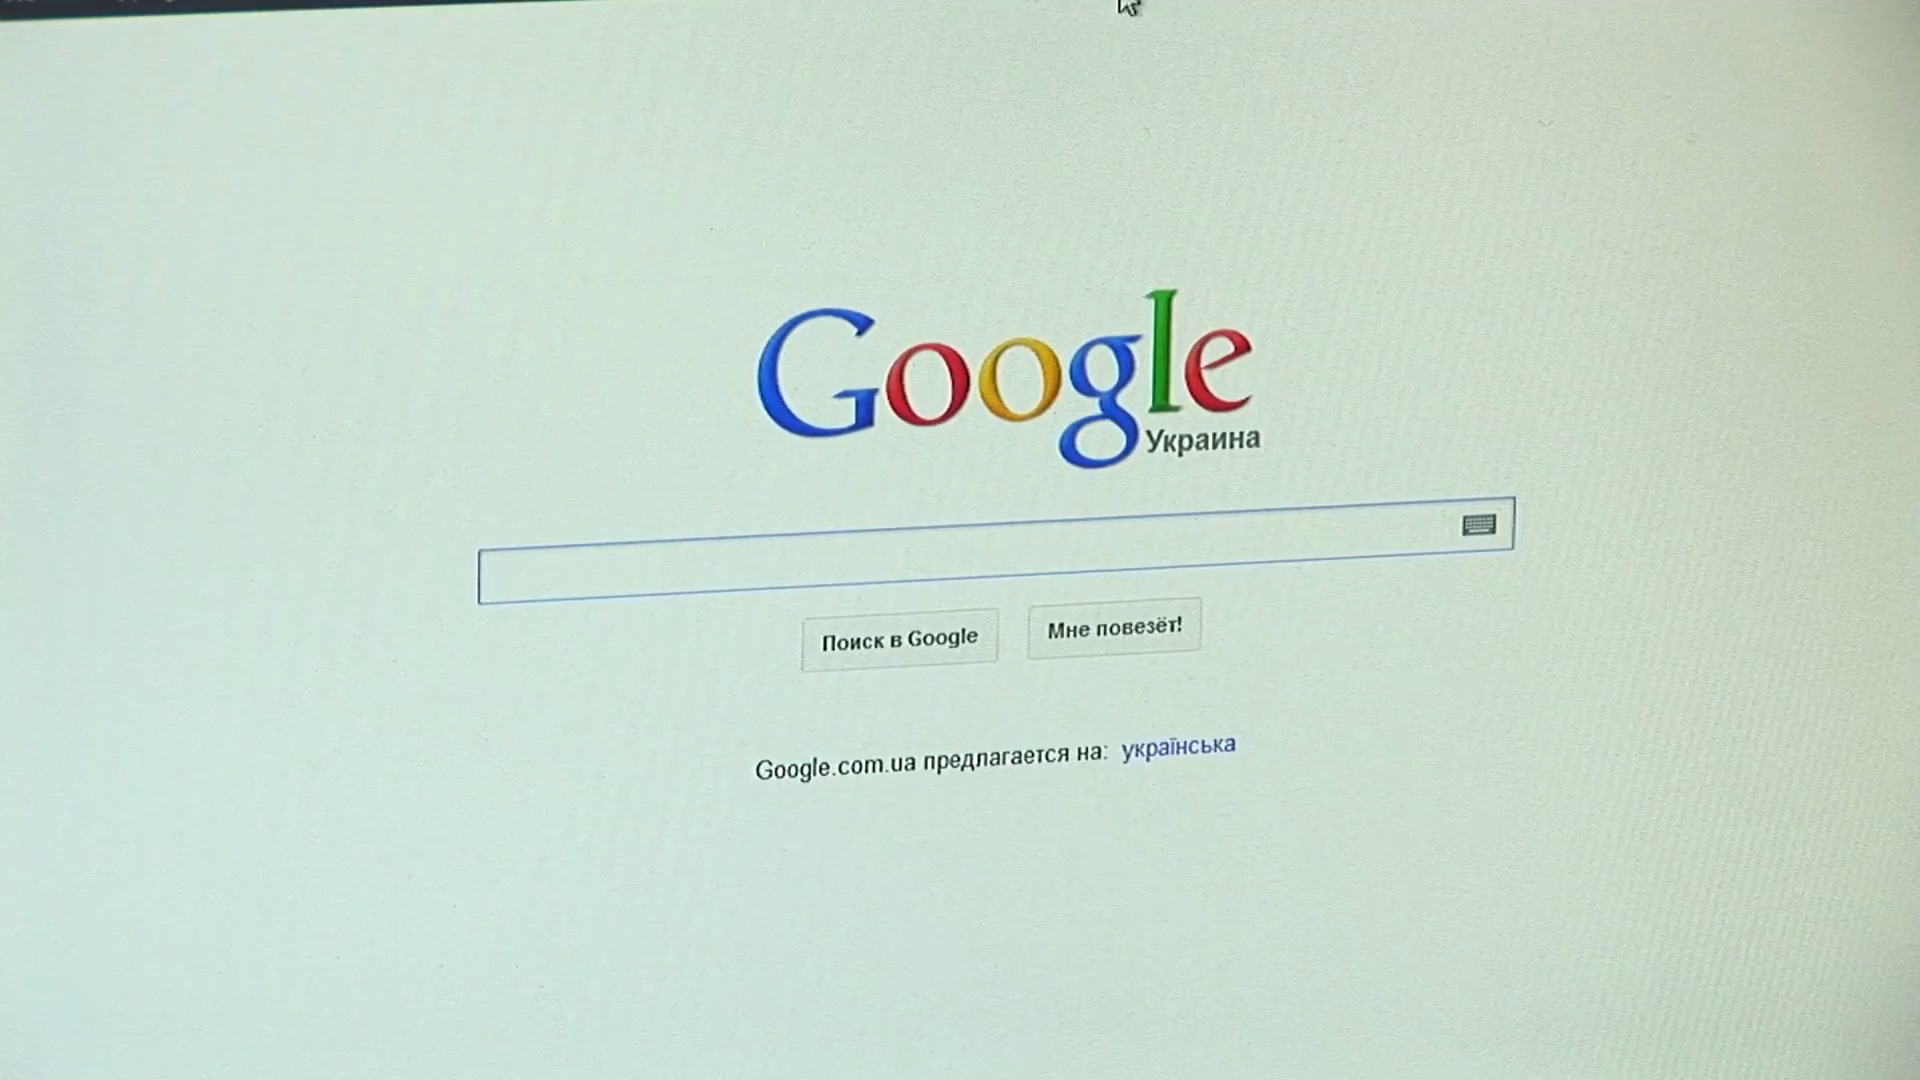 Google
Украина
Поиск в Google
Мне повезёт!
Google.com.ua предлагается на: українська